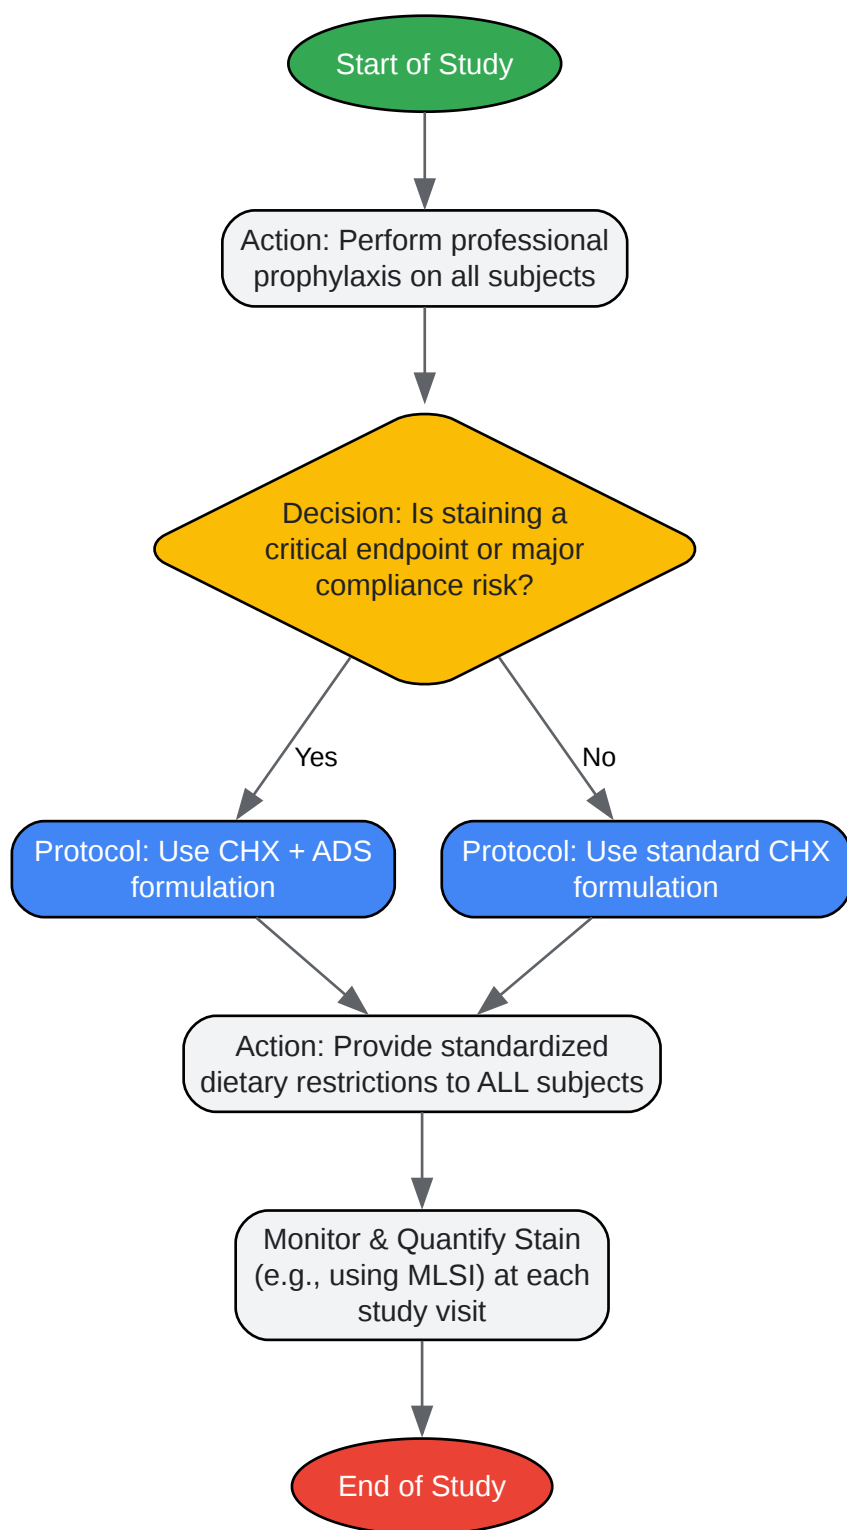 Start of Study
Action: Perform professional
prophylaxis on all subjects
Decision: Is staining a
critical endpoint or major
compliance risk?
Yes
No
Protocol: Use CHX + ADS
formulation
Protocol: Use standard CHX
formulation
Action: Provide standardized
dietary restrictions to ALL subjects
Monitor & Quantify Stain
(e.g., using MLSI) at each
study visit
End of Study